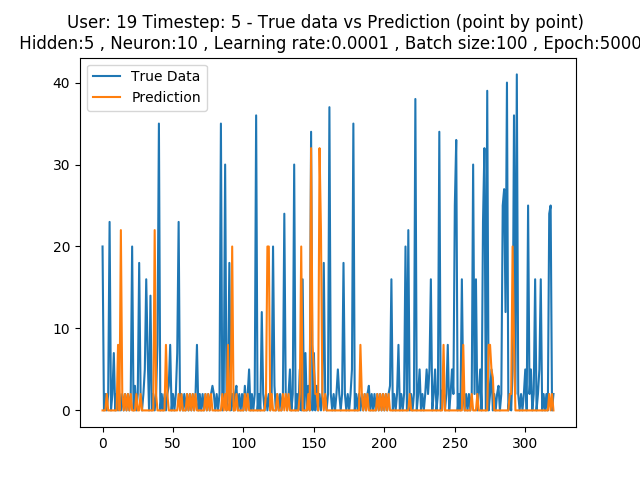 User: 19 Timestep: 5 - True data vs Prediction (point by point)
Hidden:5 , Neuron:10 , Learning rate:0.0001 , Batch size:100 , Epoch:5000
True Data
Prediction
40
30
20
10
0
0 50 100 150 200 250 300